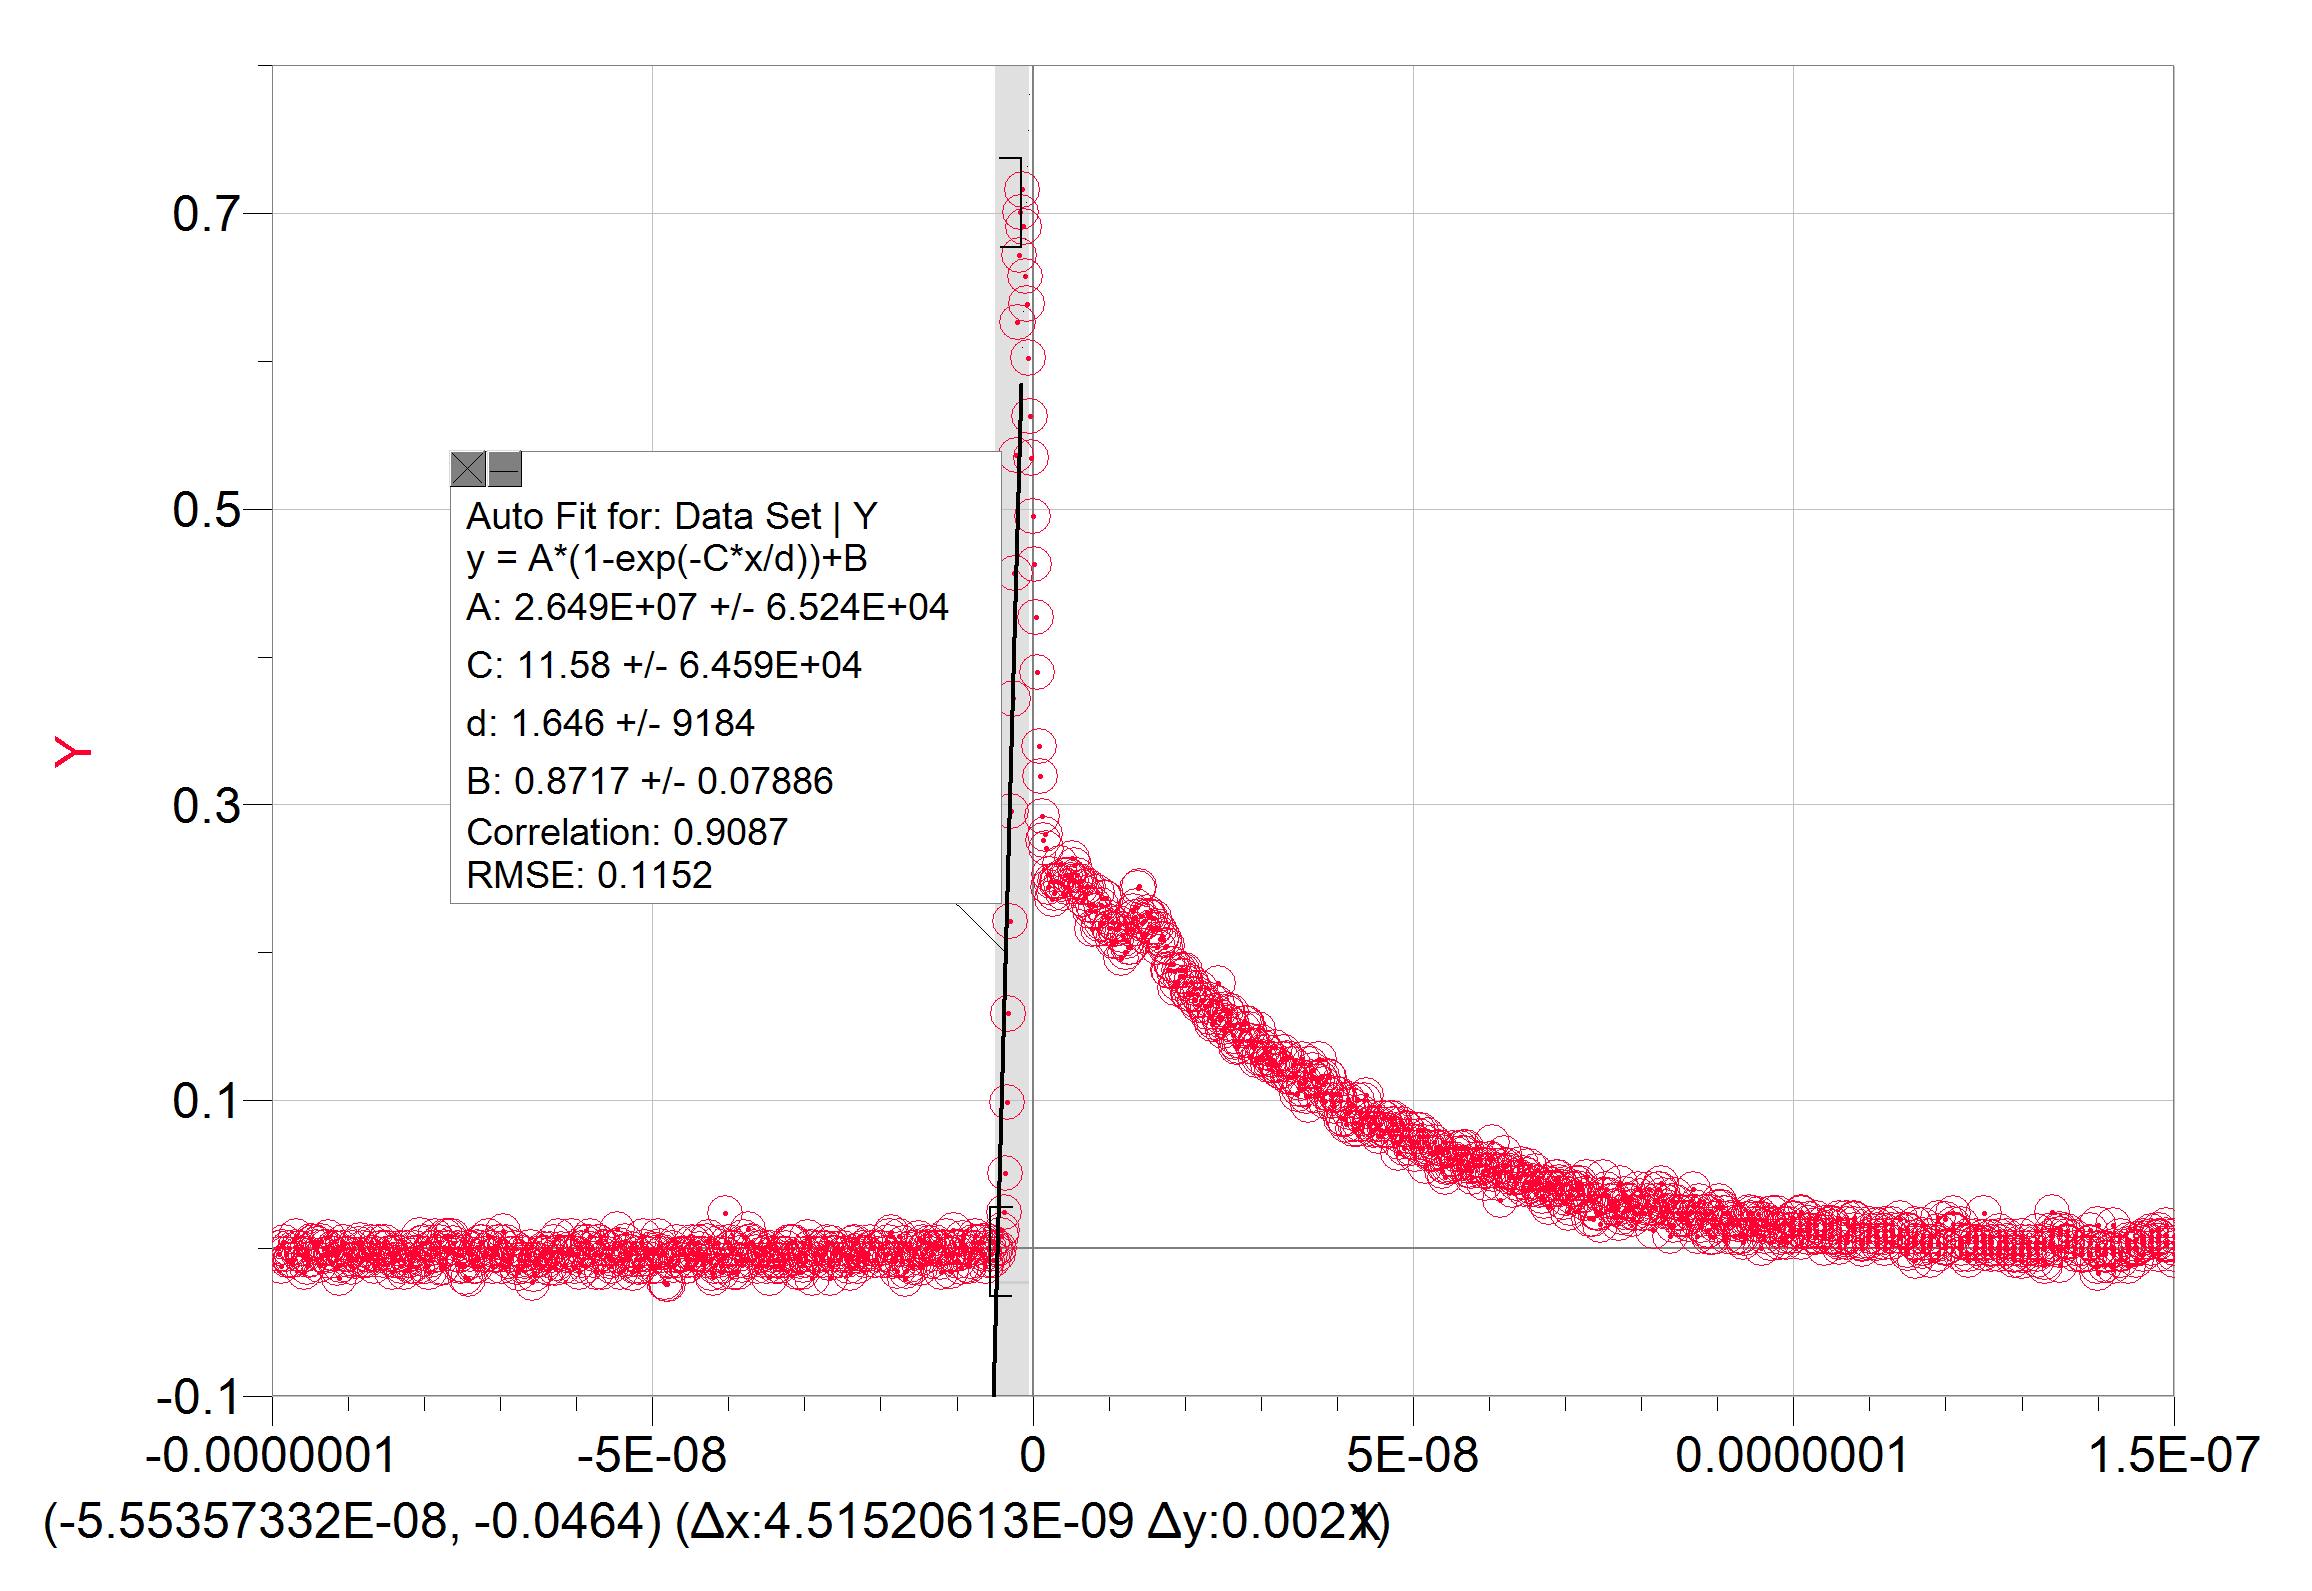 0.7
0.5
0.3
0.1
-0.1
Y
Auto Fit for: Data Set | Y
y = A*(1-exp(-C*x/d))+B
A: 2.649E+07 +/- 6.524E+04
C: 11.58 +/- 6.459E+04
d: 1.646 +/- 9184
B: 0.8717 +/- 0.07886
Correlation: 0.9087
RMSE: 0.1152
-0.0000001 -5E-08 0 5E-08 0.0000001 1.5E-07
(-5.55357332E-08, -0.0464) (Δx:4.51520613E-09